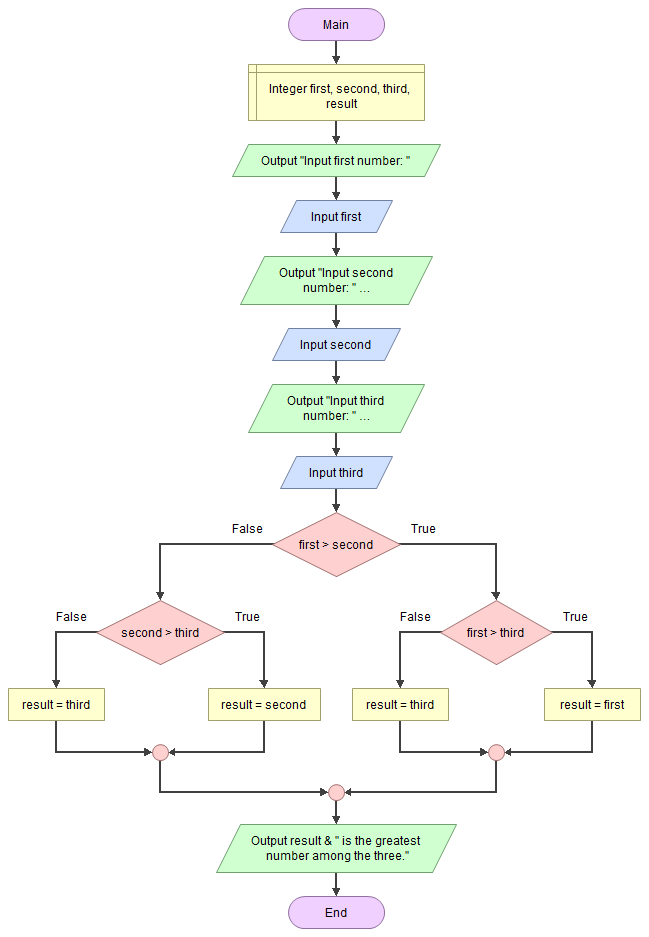 Main
Integer first, second, third,
result
Output "Input first number: "
Input first
Output "Input second
number: " ...
Input second
Output "Input third
number: " ...
Input third
False
True
first > second
False
True
second > third
False
True
first > third
result = third
result = second
result = third
result = first
Output result & " is the greatest
number among the three."
End